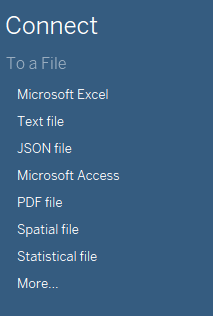 Connect
To a File
Microsoft Excel
Text file
JSON file
Microsoft Access
PDF file
Spatial file
Statistical file
More...